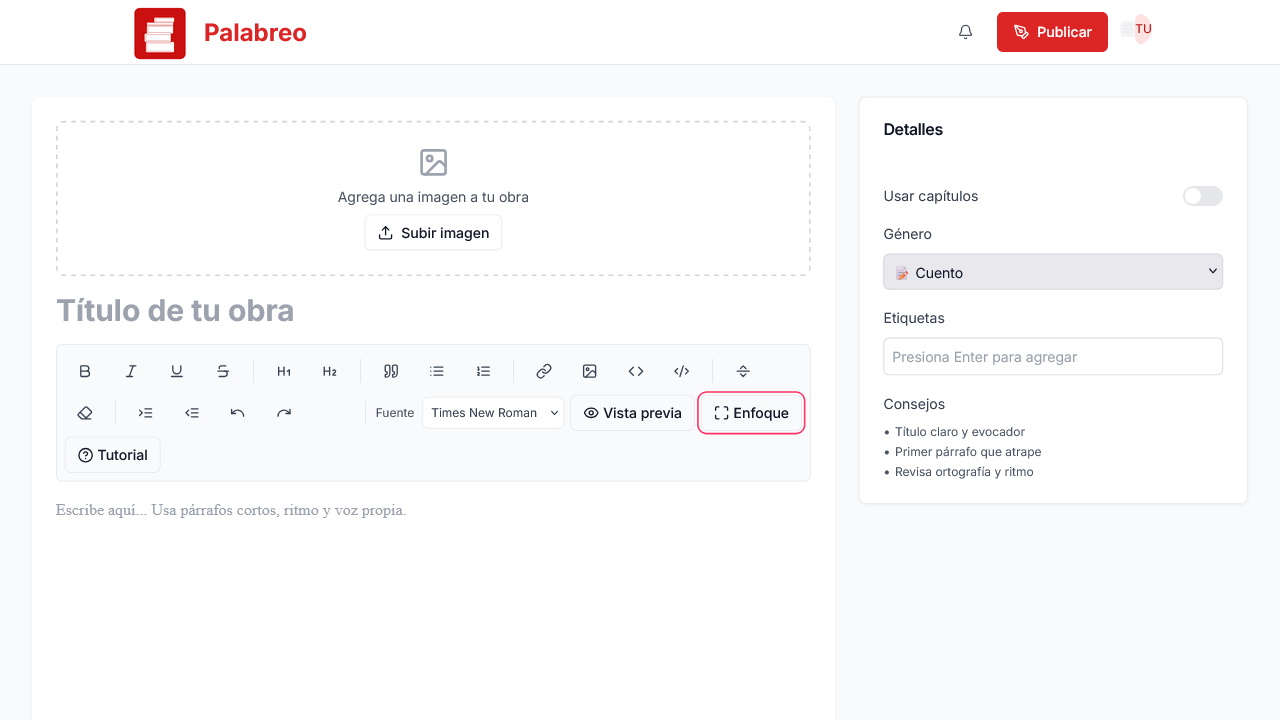 Palabreo
Publicar
TU
Agrega una imagen a tu obra
Subir imagen
Título de tu obra
H1
H2
Fuente
Times New Roman
Vista previa
Enfoque
Tutorial
Escribe aquí... Usa párrafos cortos, ritmo y voz propia.
Detalles
Usar capítulos
Género
Cuento
Etiquetas
Presiona Enter para agregar
Consejos
• Título claro y evocador
• Primer párrafo que atrape
• Revisa ortografía y ritmo